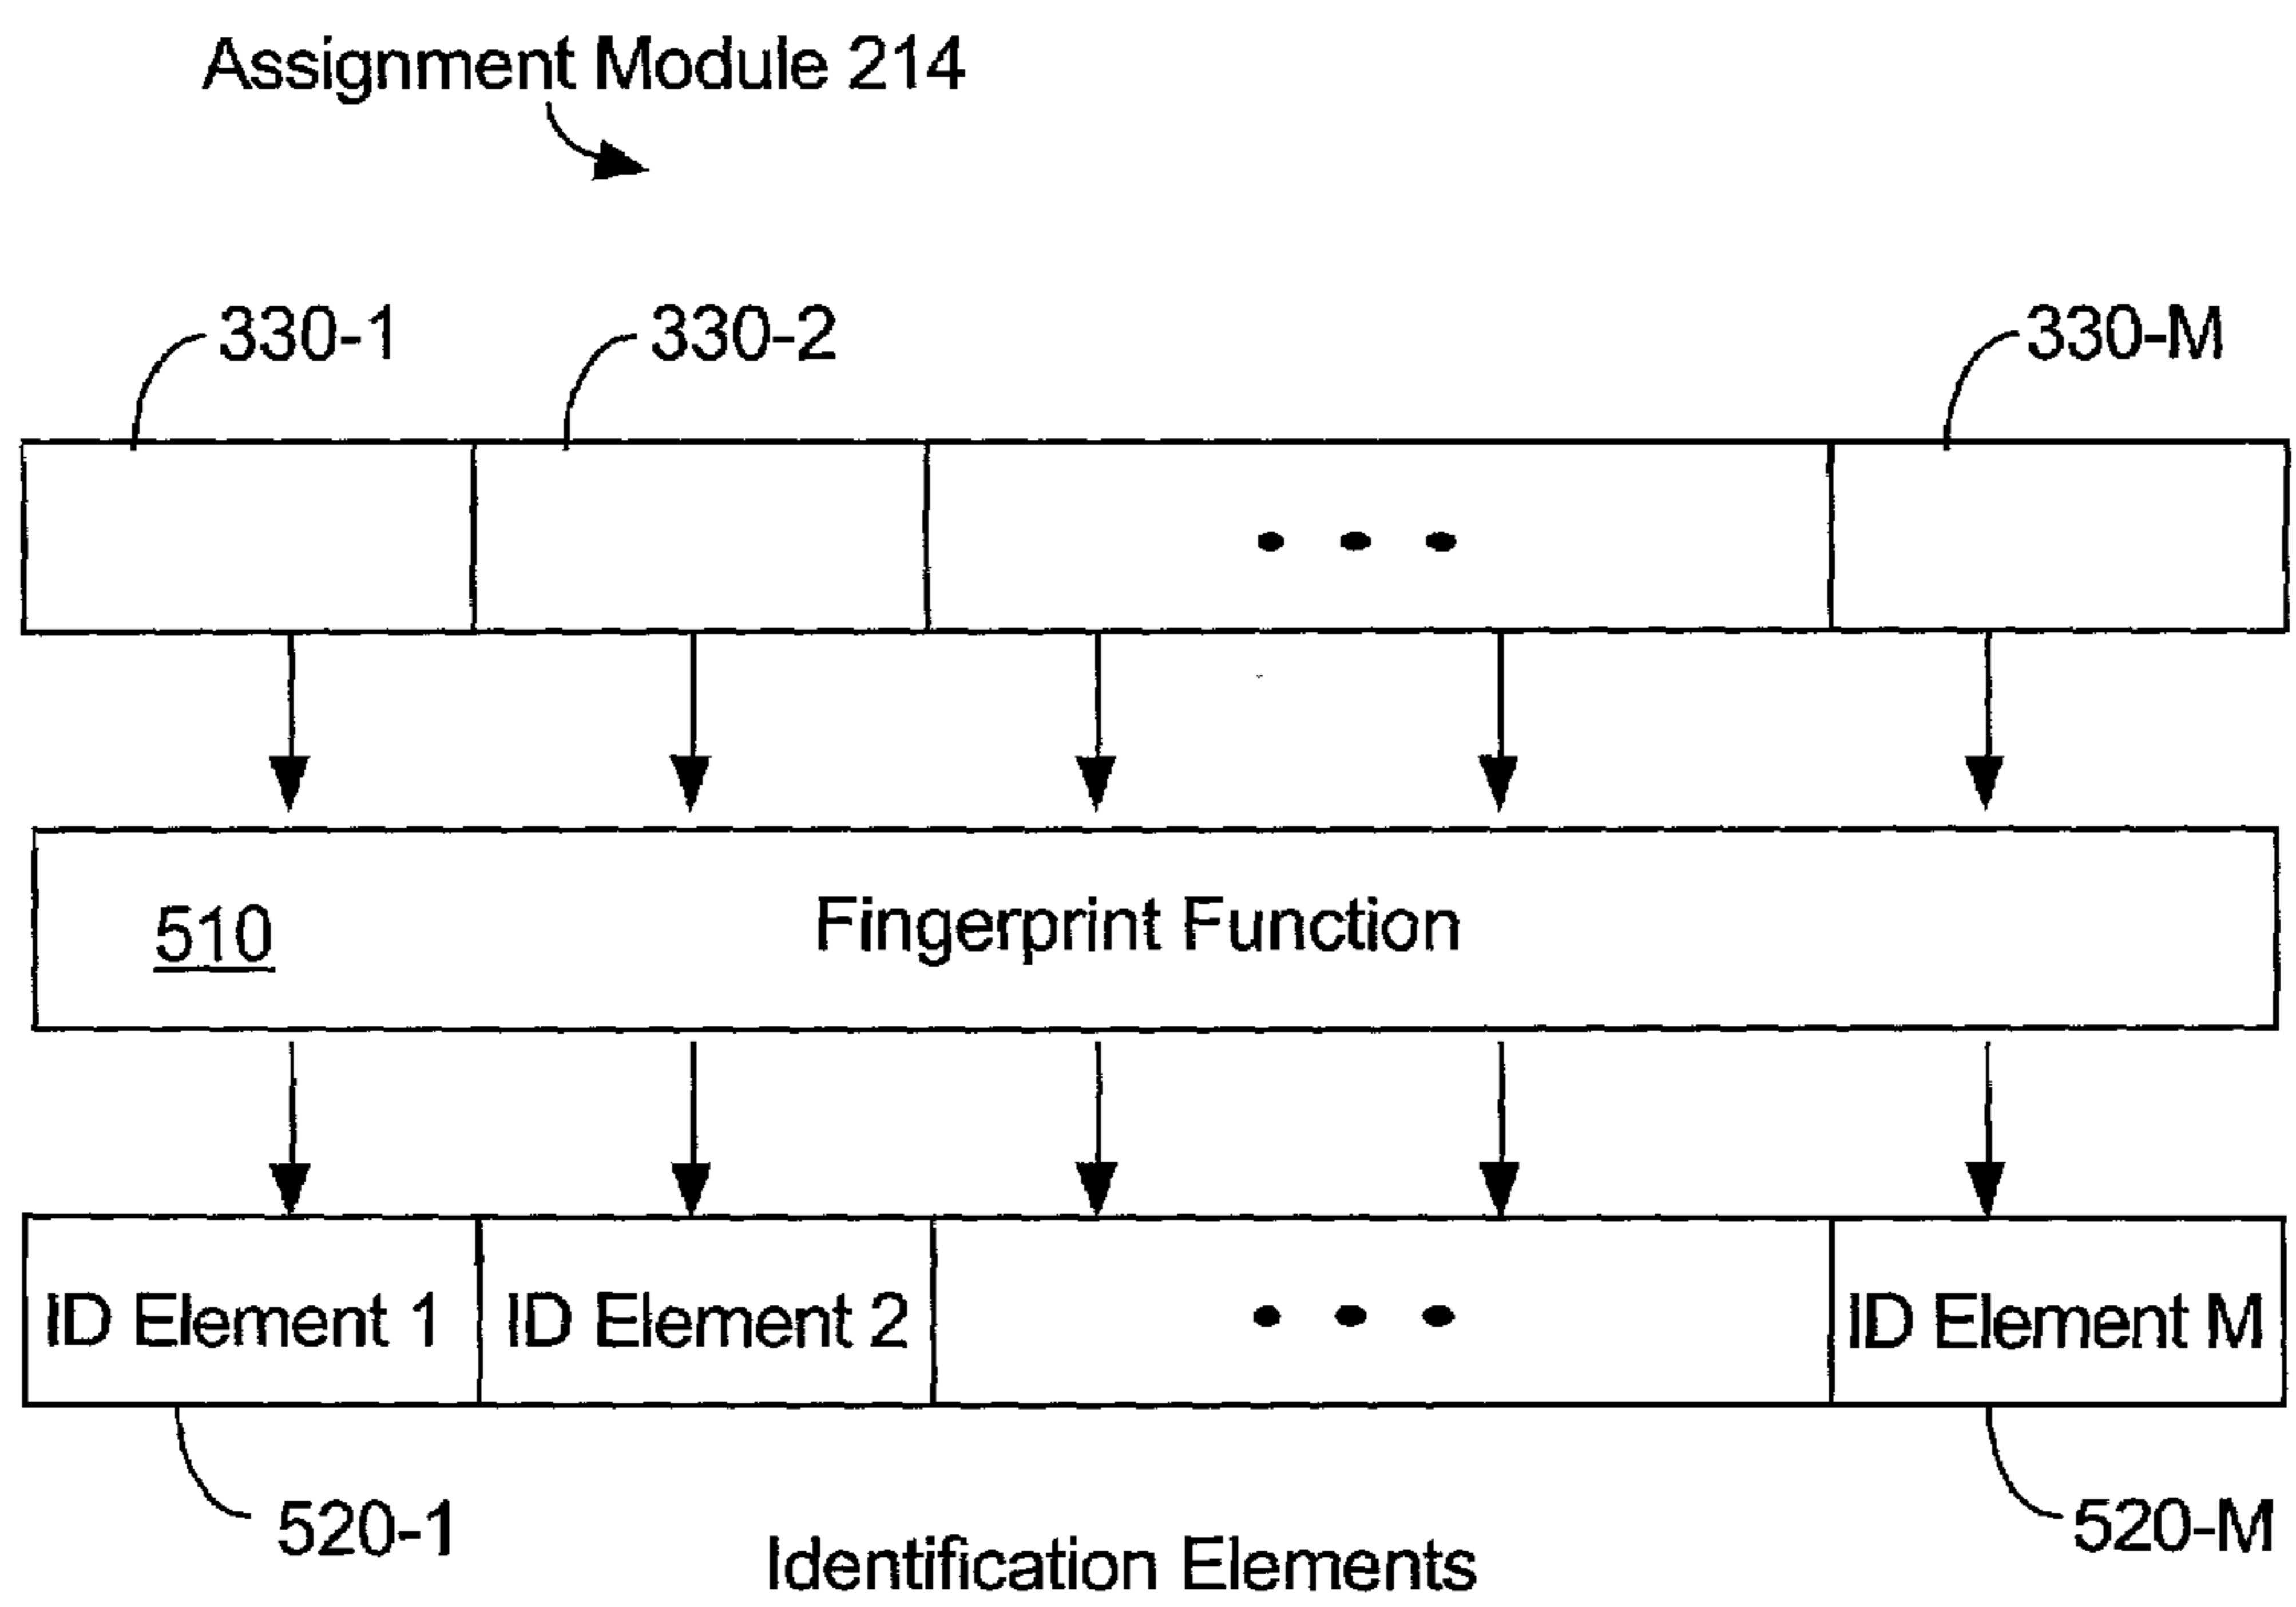 Assignment Module 214
330-1 330-2 330-M
510 Fingerprint Function
ID Element 1 ID Element 2 ID Element M
520-1 520-M
Identification Elements